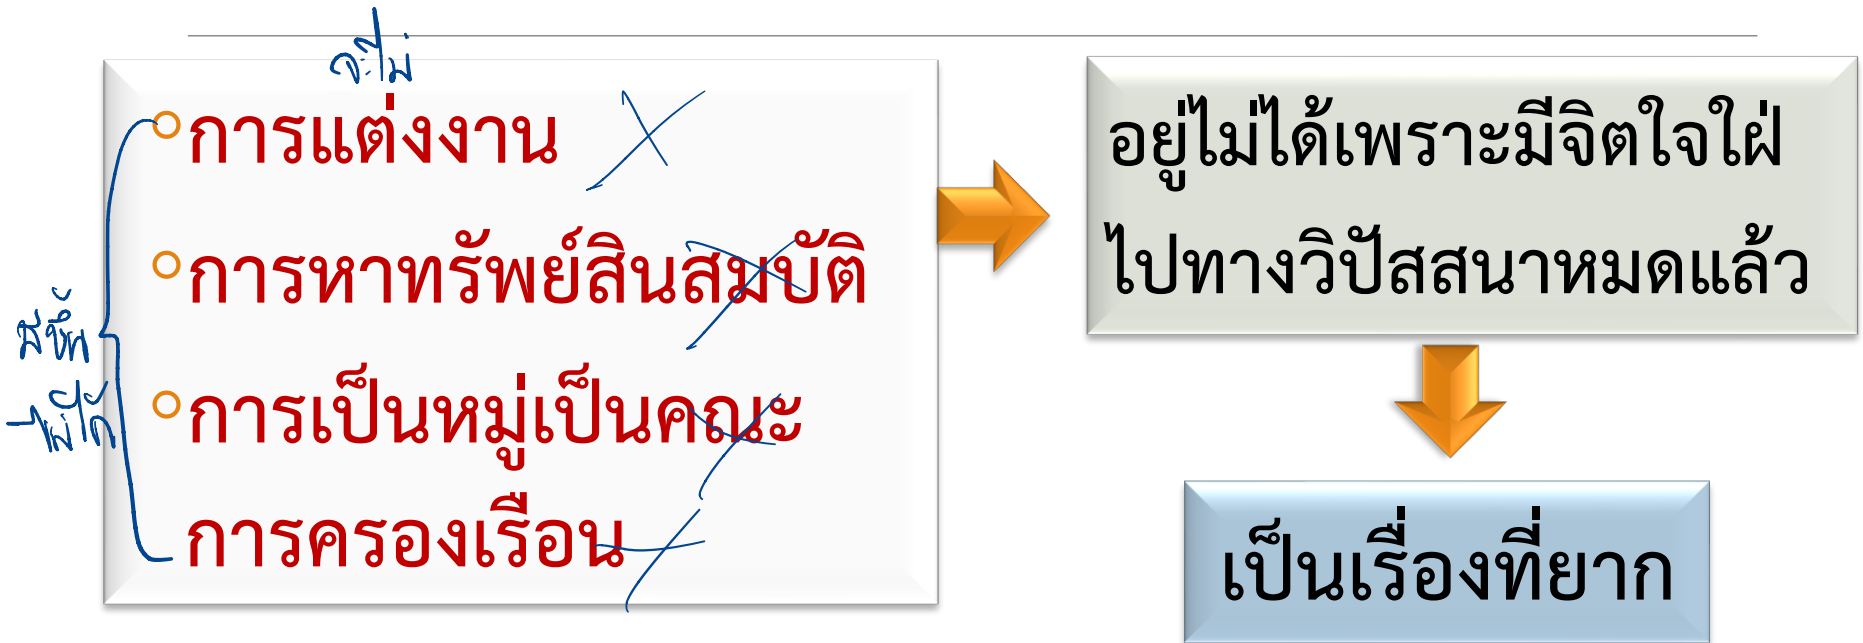 จะไม่
การแต่งงาน
การหาทรัพย์สินสมบัติ
การเป็นหมู่เป็นคณะ
การครองเรือน
ไม่ได้
อยู่ไม่ได้เพราะมีจิตใจใฝ่
ไปทางวิปัสสนาหมดแล้ว
เป็นเรื่องที่ยาก